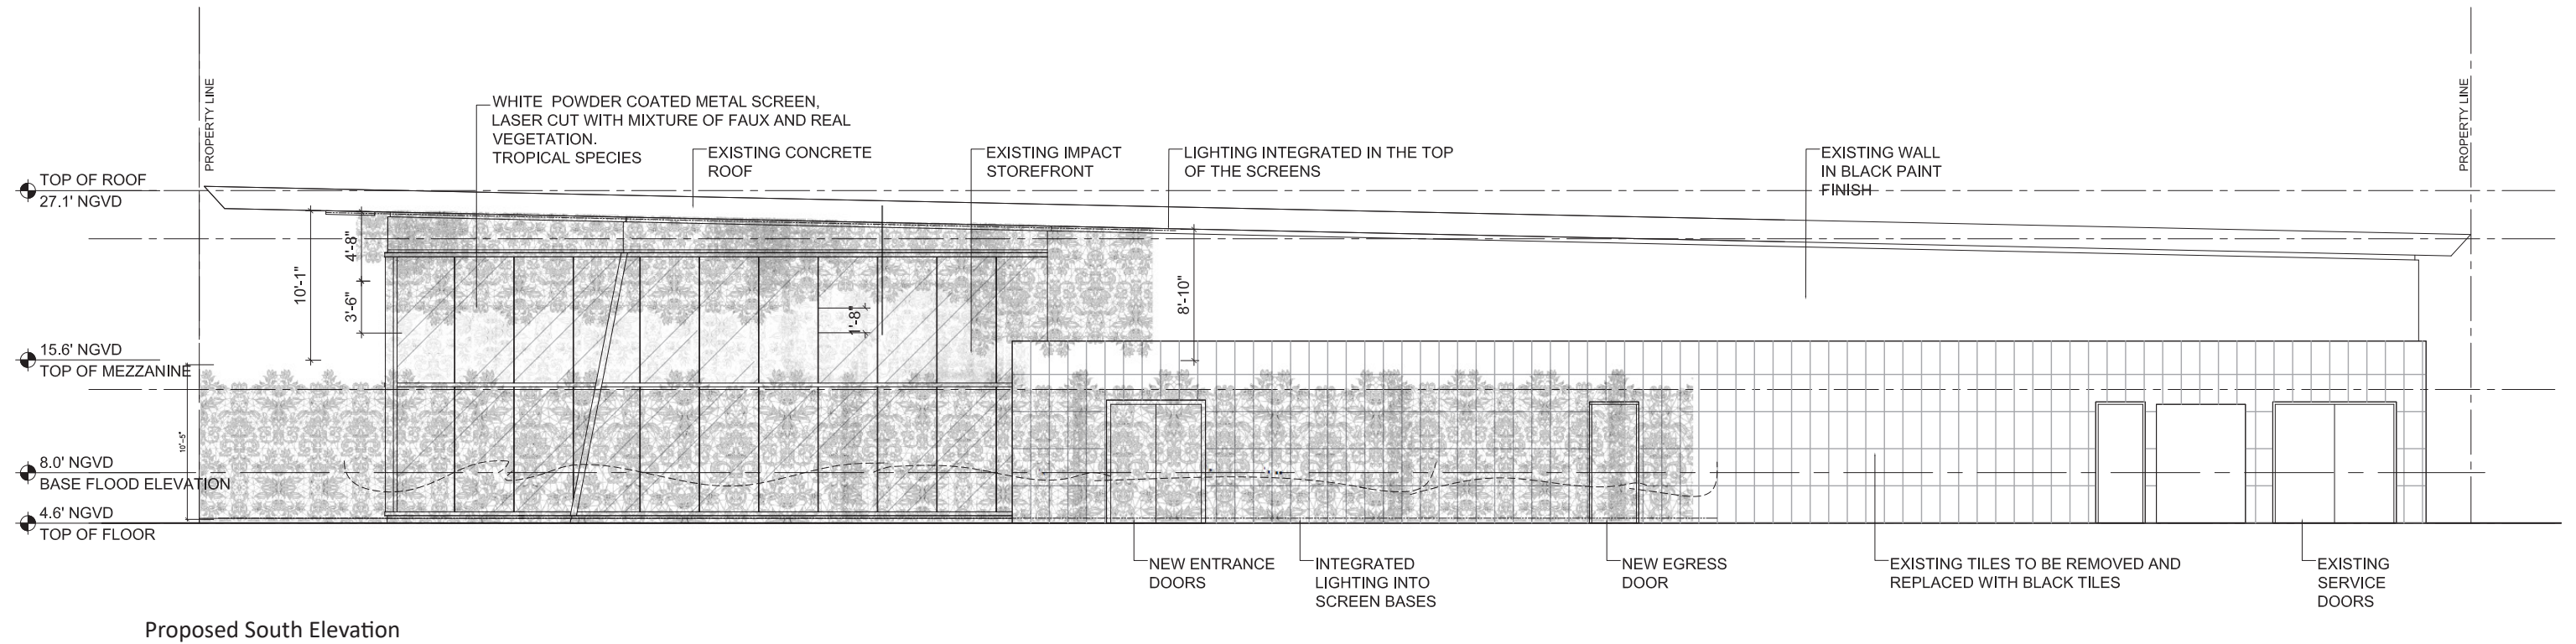 PROPERTY LINE
PROPERTY LINE
WHITE POWDER COATED METAL SCREEN,
LASER CUT WITH MIXTURE OF FAUX AND REAL
VEGETATION.
TROPICAL SPECIES
EXISTING CONCRETE
ROOF
EXISTING IMPACT
STOREFRONT
LIGHTING INTEGRATED IN THE TOP
OF THE SCREENS
EXISTING WALL
IN BLACK PAINT
FINISH
TOP OF ROOF
27.1' NGVD
10'-1"
4'-8"
3'-6"
1'-8"
8'-10"
15.6' NGVD
TOP OF MEZZANINE
10'-5"
8.0' NGVD
BASE FLOOD ELEVATION
4.6' NGVD
TOP OF FLOOR
NEW ENTRANCE
DOORS
INTEGRATED
LIGHTING INTO
SCREEN BASES
NEW EGRESS
DOOR
EXISTING TILES TO BE REMOVED AND
REPLACED WITH BLACK TILES
EXISTING
SERVICE
DOORS
Proposed South Elevation